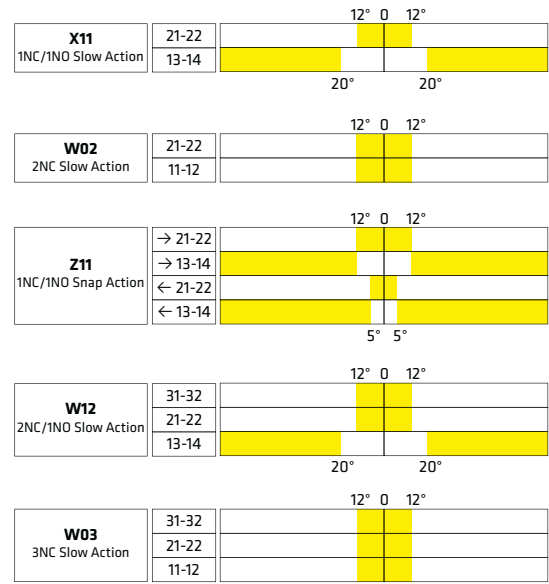 12° 0 12°
X11
1NC/1NO Slow Action
21-22
13-14
20° 20°
12° 0 12°
W02
2NC Slow Action
21-22
11-12
12° 0 12°
Z11
1NC/1NO Snap Action
→ 21-22
→ 13-14
← 21-22
← 13-14
5° 5°
12° 0 12°
W12
2NC/1NO Slow Action
31-32
21-22
13-14
20° 20°
12° 0 12°
W03
3NC Slow Action
31-32
21-22
11-12